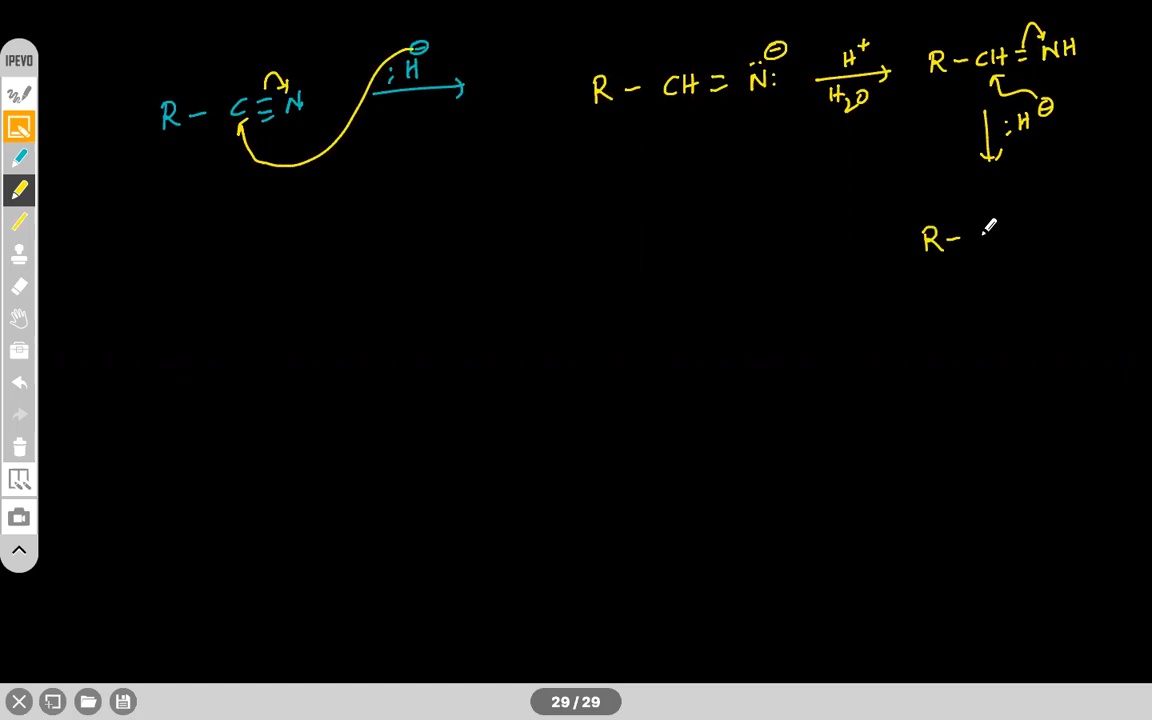 IPEVO
R - C ≡ N
:H⊖
R - CH = N̈:⊖
H+
H2O
R - CH = NH
:H⊖
R -
29 / 29